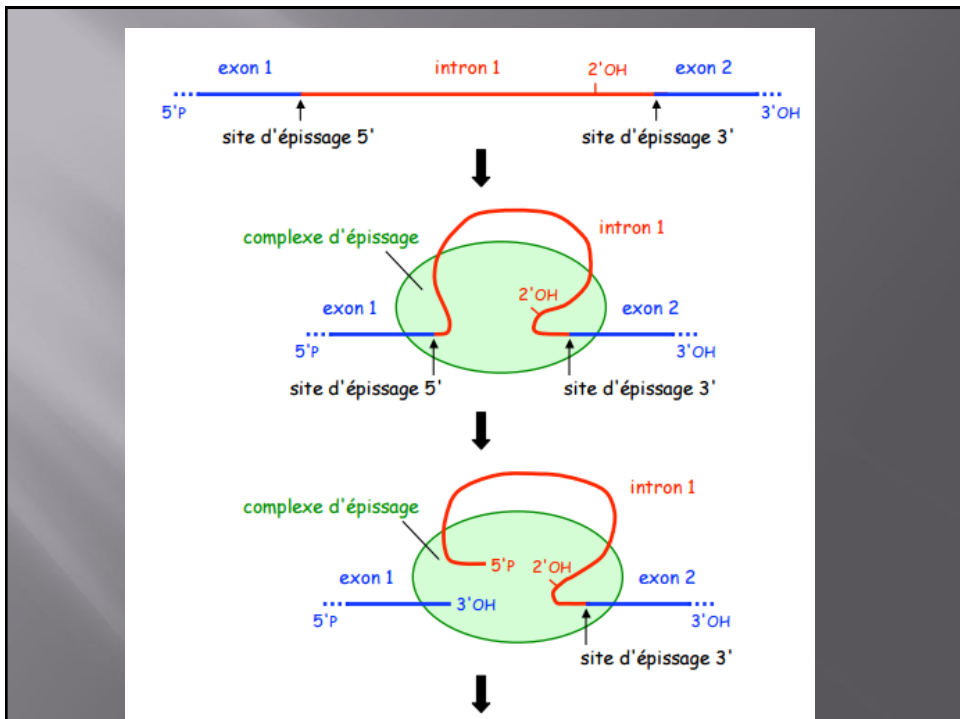 exon 1 intron 1 2'OH exon 2
5'P 3'OH
site d'épissage 5' site d'épissage 3'
complexe d'épissage intron 1
2'OH
exon 1 exon 2
5'P 3'OH
site d'épissage 5' site d'épissage 3'
intron 1
complexe d'épissage
5'P 2'OH
exon 1 exon 2
3'OH
5'P 3'OH
site d'épissage 3'